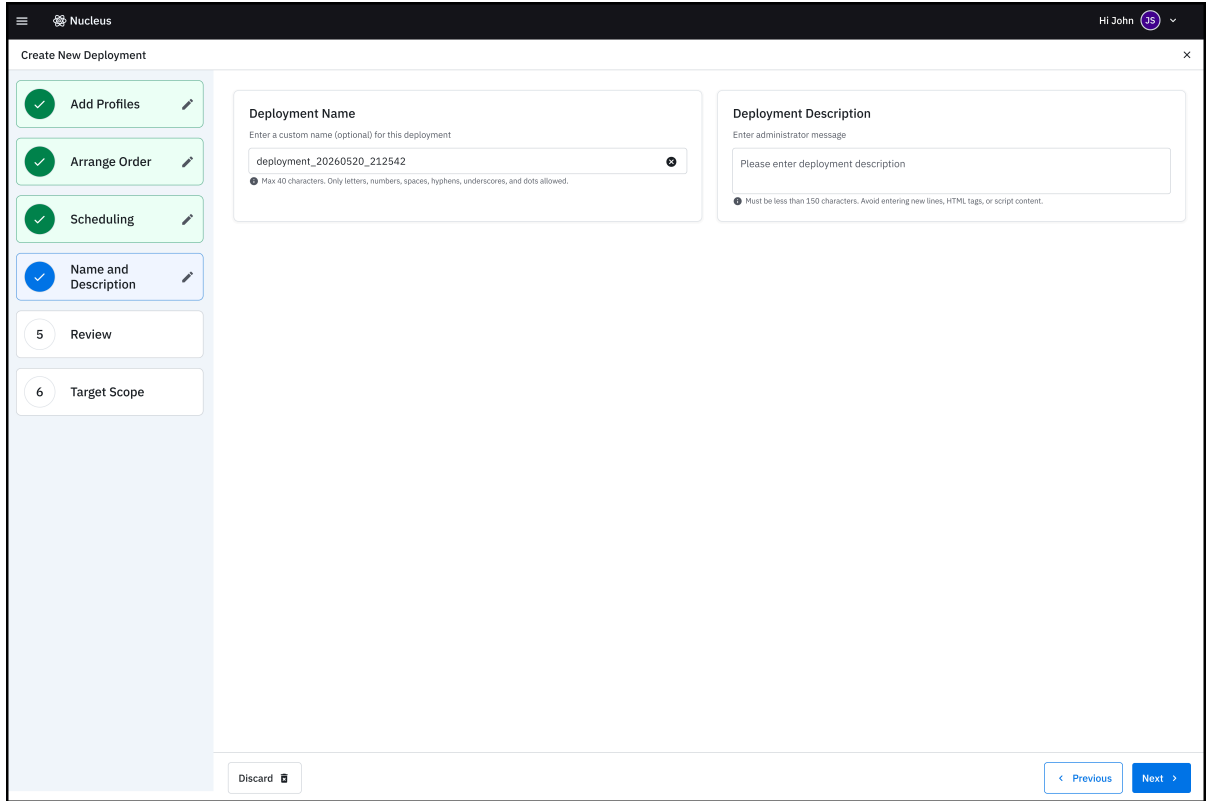 Nucleus
Hi John JS
Create New Deployment
Add Profiles
Arrange Order
Scheduling
Name and
Description
5 Review
6 Target Scope
Deployment Name
Enter a custom name (optional) for this deployment
deployment_20260520_212542
Max 40 characters. Only letters, numbers, spaces, hyphens, underscores, and dots allowed.
Deployment Description
Enter administrator message
Please enter deployment description
Must be less than 150 characters. Avoid entering new lines, HTML tags, or script content.
Discard
Previous
Next